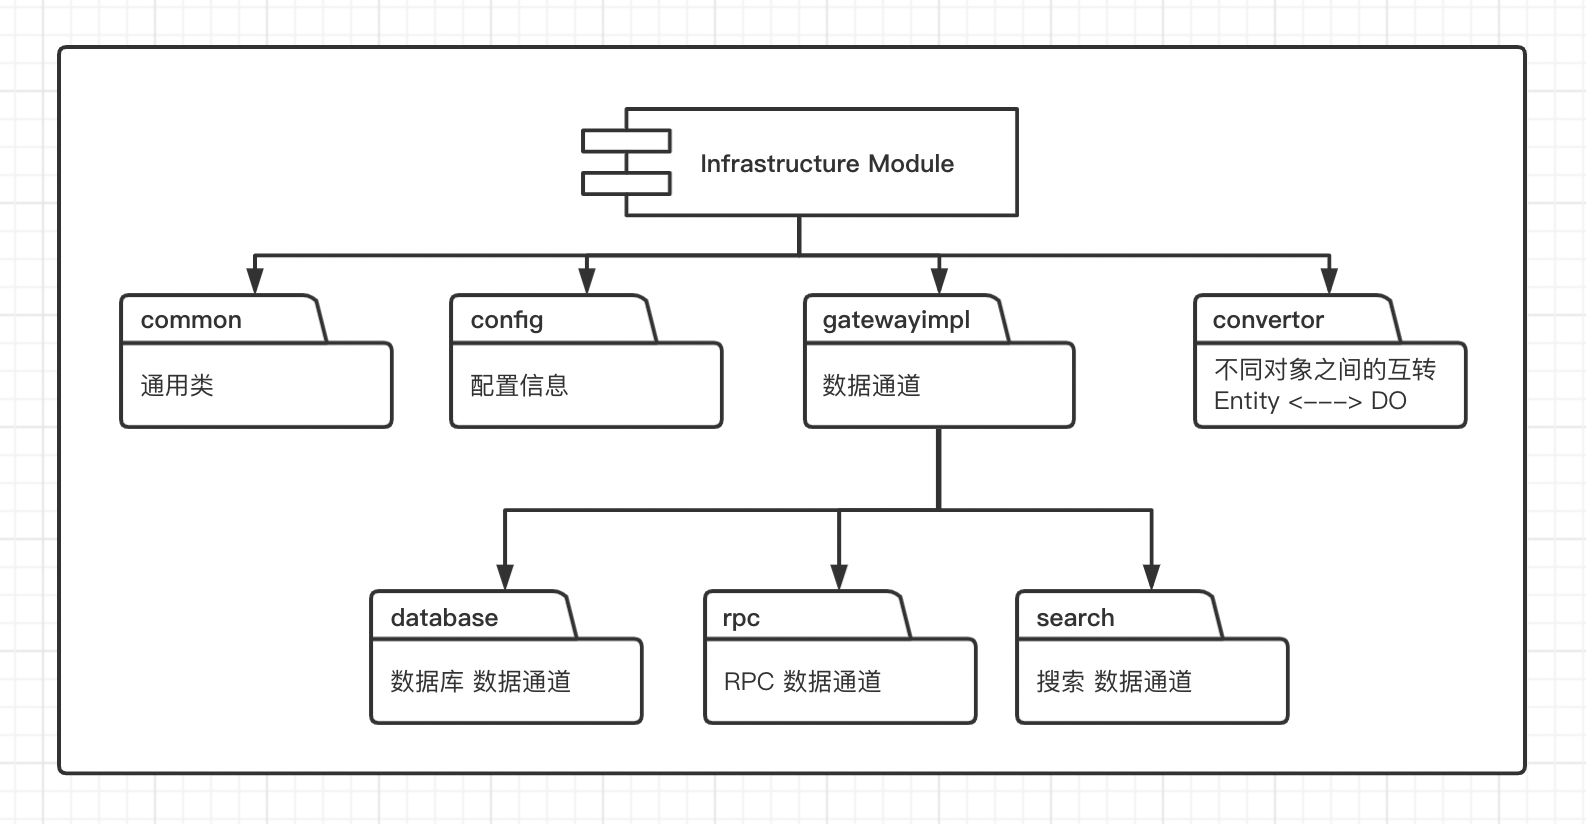 Infrastructure Module
common
通用类
config
配置信息
gatewayimpl
数据通道
convertor
不同对象之间的互转
Entity <---> DO
database
数据库 数据通道
rpc
RPC 数据通道
search
搜索 数据通道